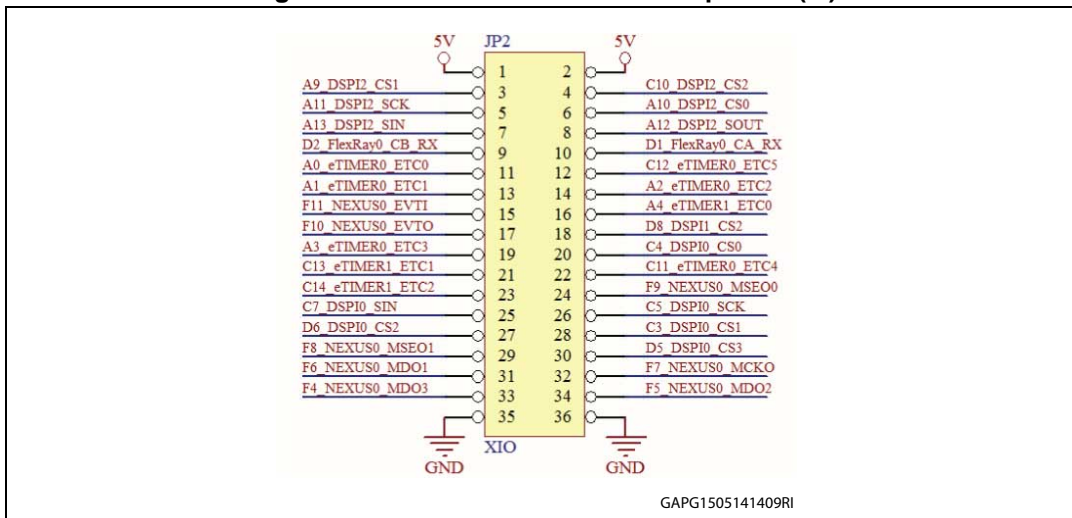 5V JP2 5V
1 2
A9_DSPI2_CS1 3 4 C10_DSPI2_CS2
A11_DSPI2_SCK 5 6 A10_DSPI2_CS0
A13_DSPI2_SIN 7 8 A12_DSPI2_SOUT
D2_FlexRay0_CB_RX 9 10 D1_FlexRay0_CA_RX
A0_eTIMER0_ETC0 11 12 C12_eTIMER0_ETC5
A1_eTIMER0_ETC1 13 14 A2_eTIMER0_ETC2
F11_NEXUS0_EVTI 15 16 A4_eTIMER1_ETC0
F10_NEXUS0_EVTO 17 18 D8_DSPI1_CS2
A3_eTIMER0_ETC3 19 20 C4_DSPI0_CS0
C13_eTIMER1_ETC1 21 22 C11_eTIMER0_ETC4
C14_eTIMER1_ETC2 23 24 F9_NEXUS0_MSEO0
C7_DSPI0_SIN 25 26 C5_DSPI0_SCK
D6_DSPI0_CS2 27 28 C3_DSPI0_CS1
F8_NEXUS0_MSEO1 29 30 D5_DSPI0_CS3
F6_NEXUS0_MDO1 31 32 F7_NEXUS0_MCKO
F4_NEXUS0_MDO3 33 34 F5_NEXUS0_MDO2
35 36
XIO
GND GND
GAPG1505141409RI